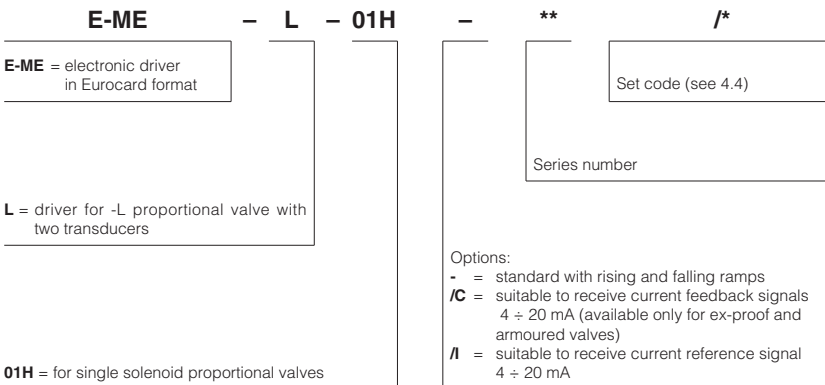 E-ME – L – 01H – ** /*
E-ME = electronic driver
in Eurocard format
Set code (see 4.4)
Series number
L = driver for -L proportional valve with
two transducers
Options:
- = standard with rising and falling ramps
/C = suitable to receive current feedback signals
4 ÷ 20 mA (available only for ex-proof and
armoured valves)
/I = suitable to receive current reference signal
4 ÷ 20 mA
01H = for single solenoid proportional valves